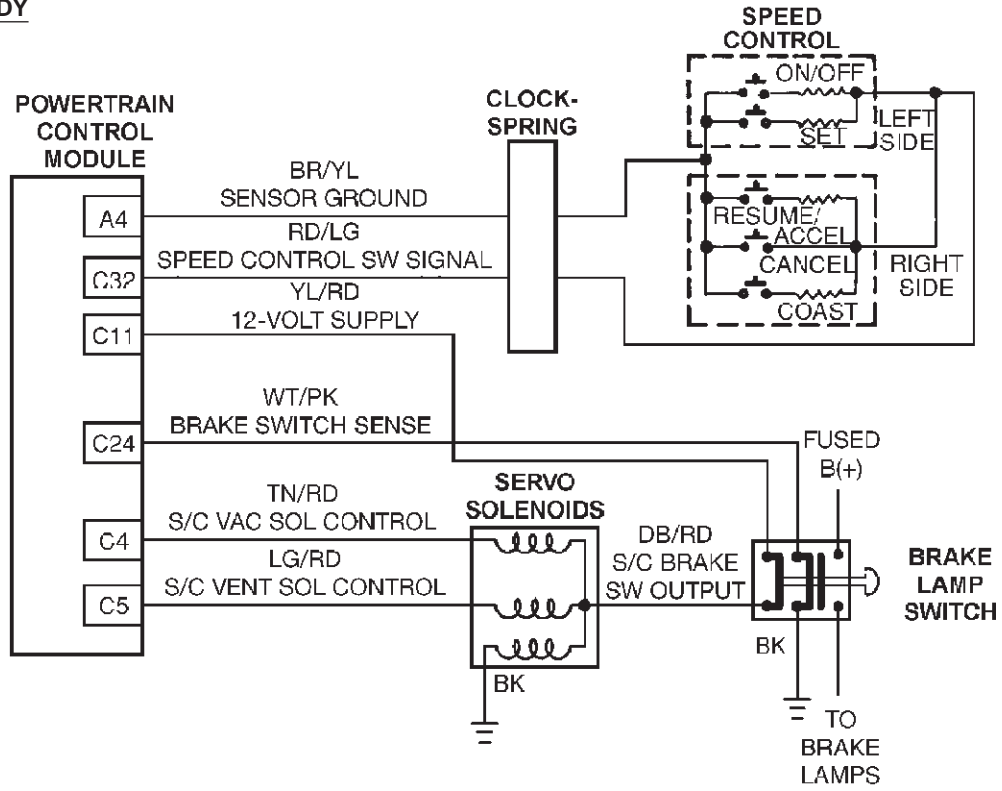 DY
SPEED
CONTROL
ON/OFF
SET
LEFT
SIDE
RESUME/
ACCEL
CANCEL
COAST
RIGHT
SIDE
CLOCK-
SPRING
POWERTRAIN
CONTROL
MODULE
A4
BR/YL
SENSOR GROUND
C32
RD/LG
SPEED CONTROL SW SIGNAL
C11
YL/RD
12-VOLT SUPPLY
C24
WT/PK
BRAKE SWITCH SENSE
C4
TN/RD
S/C VAC SOL CONTROL
C5
LG/RD
S/C VENT SOL CONTROL
SERVO
SOLENOIDS
BK
DB/RD
S/C BRAKE
SW OUTPUT
FUSED
B(+)
BRAKE
LAMP
SWITCH
BK
TO
BRAKE
LAMPS